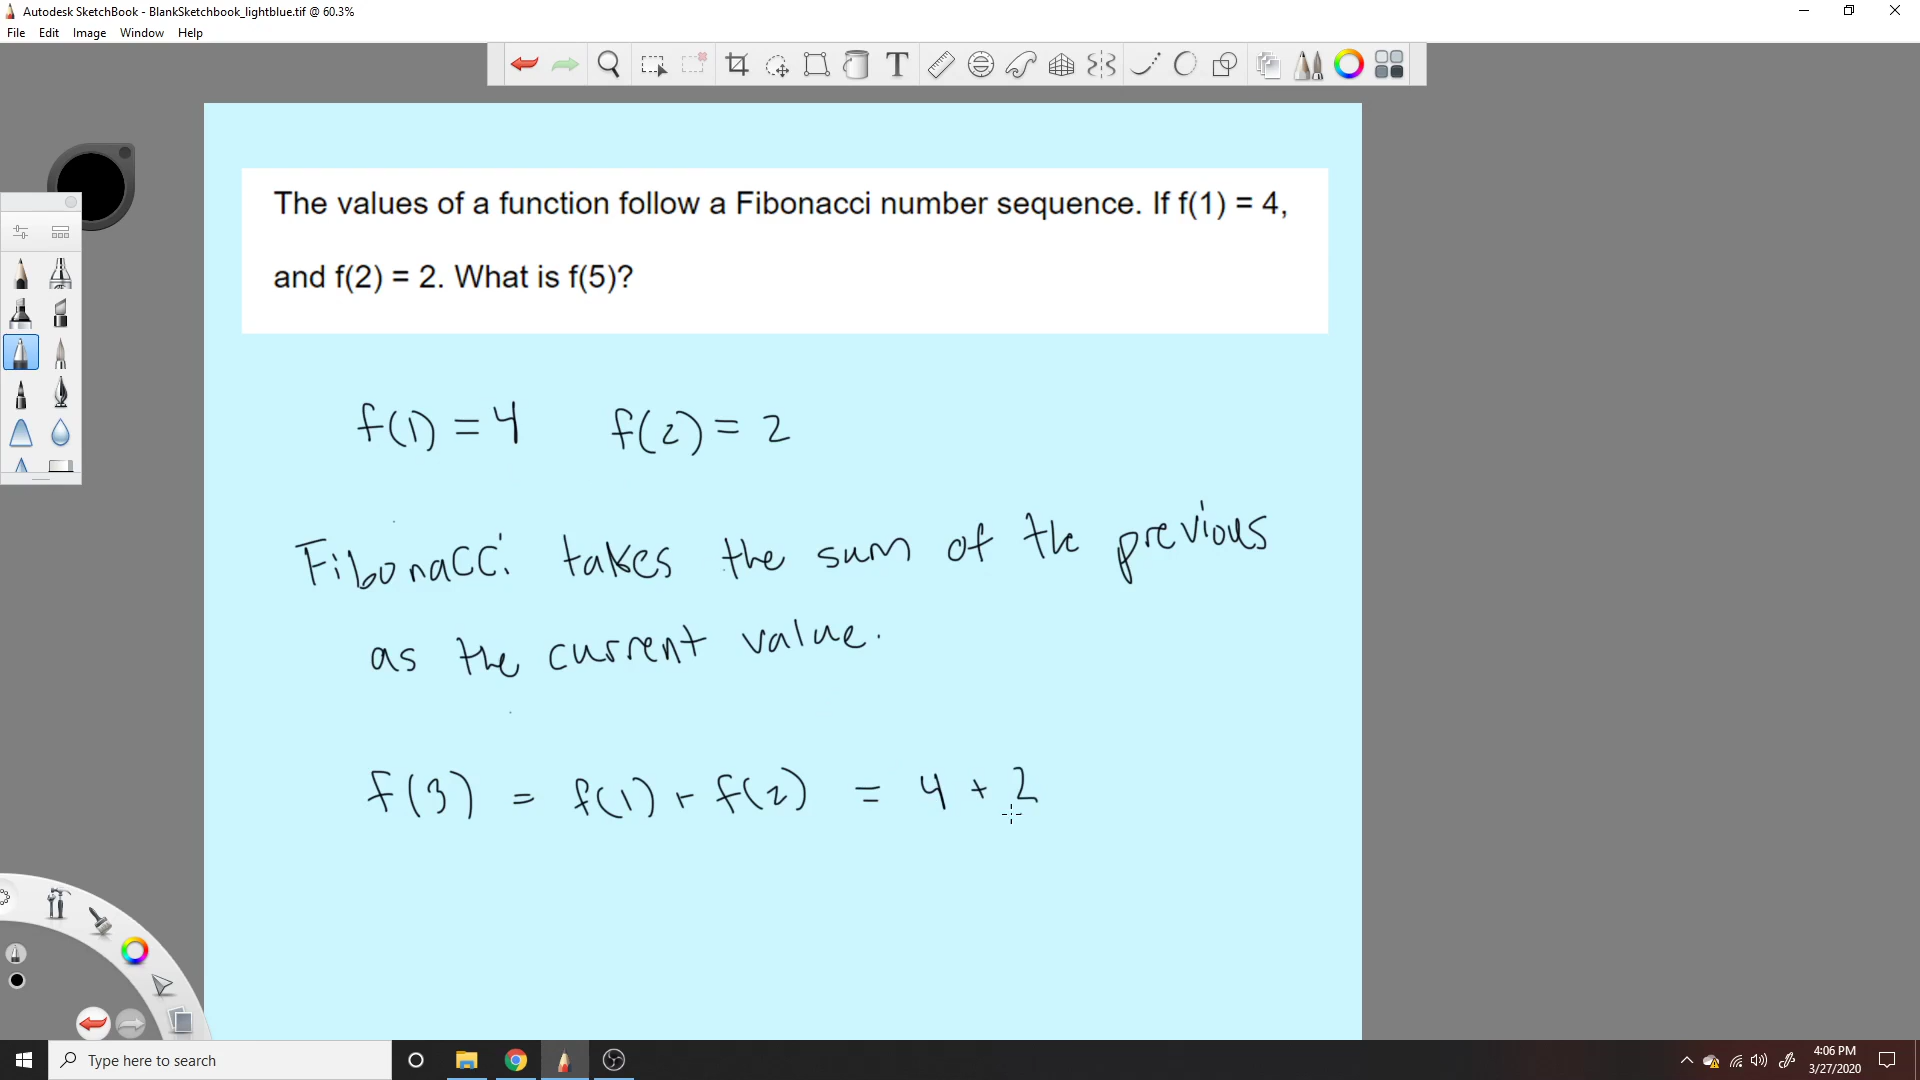 Autodesk SketchBook - BlankSketchbook_lightblue.tif @ 60.3%
File Edit Image Window Help
T
The values of a function follow a Fibonacci number sequence. If f(1) = 4,
and f(2) = 2. What is f(5)?
f(1) = 4 f(2) = 2
Fibonacci takes the sum of the previous
as the current value.
f(3) = f(1) + f(2) = 4 + 2
Type here to search
4:06 PM
3/27/2020